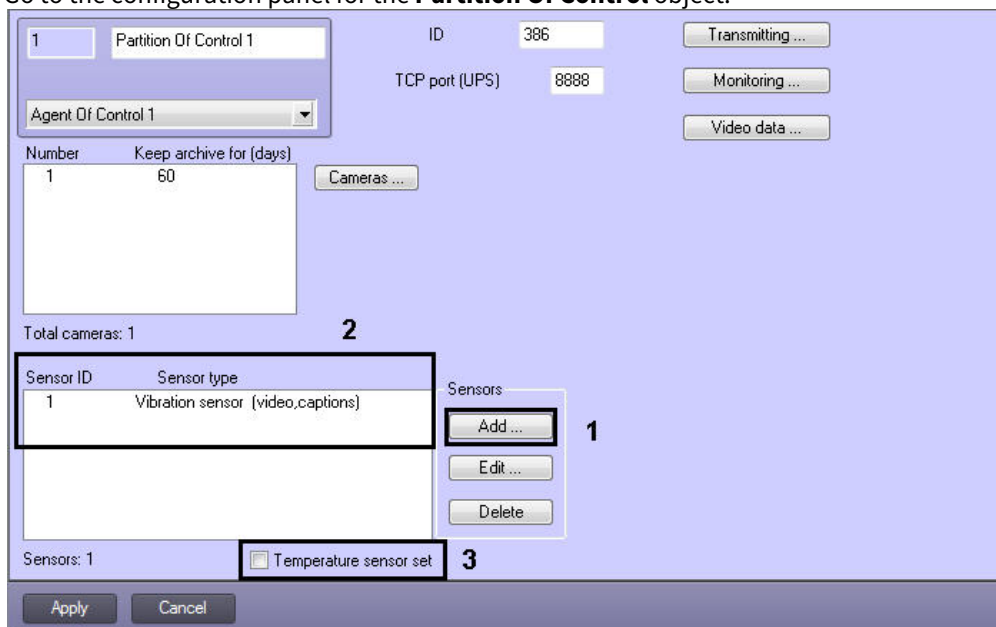 Go to the configuration panel for the Partition Of Control object.
1 Partition Of Control 1 ID 386 Transmitting ...
TCP port (UPS) 8888 Monitoring ...
Agent Of Control 1 Video data ...
Number Keep archive for (days)
1 60 Cameras ...
Total cameras: 1 2
Sensor ID Sensor type Sensors
1 Vibration sensor (video,captions)
Add ... 1
Edit ...
Delete
Sensors: 1 Temperature sensor set 3
Apply Cancel